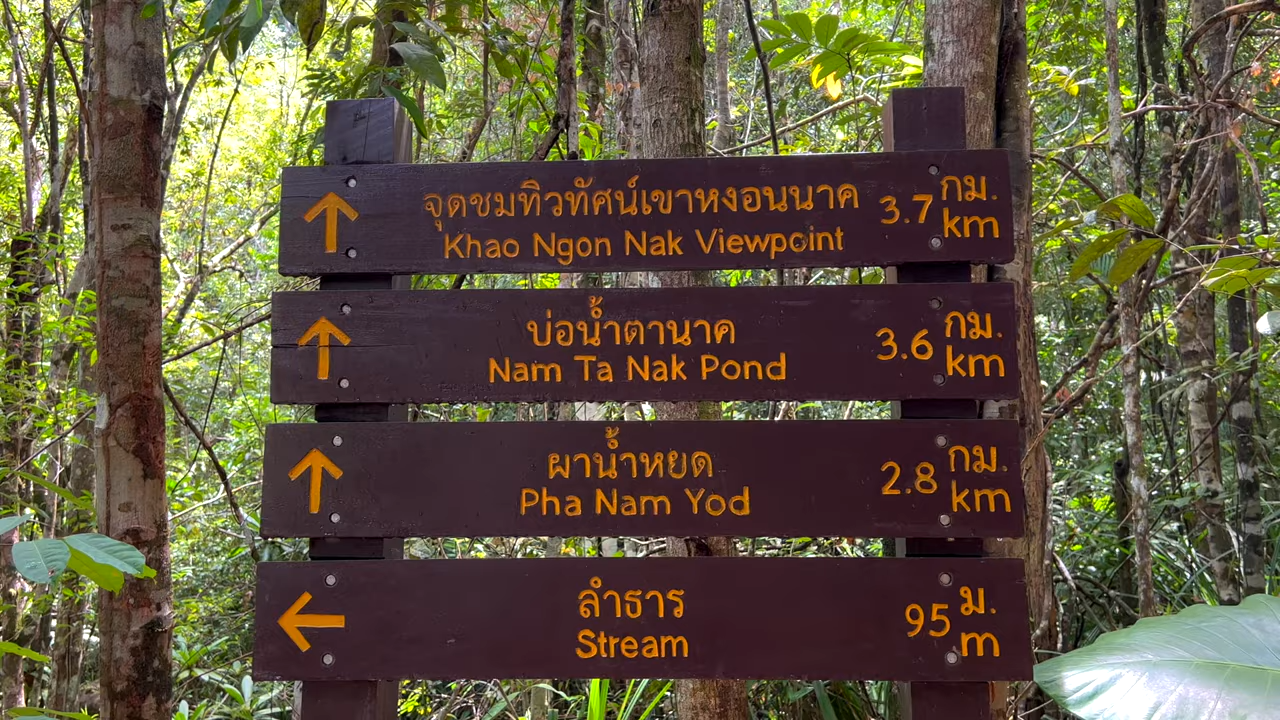 จุดชมทิวทัศน์เขาหงอนนาค 3.7 กม.
Khao Ngon Nak Viewpoint km
บ่อน้ำตานาค 3.6 กม.
Nam Ta Nak Pond km
ผาน้ำหยด 2.8 กม.
Pha Nam Yod km
ลำธาร 95 ม.
Stream m